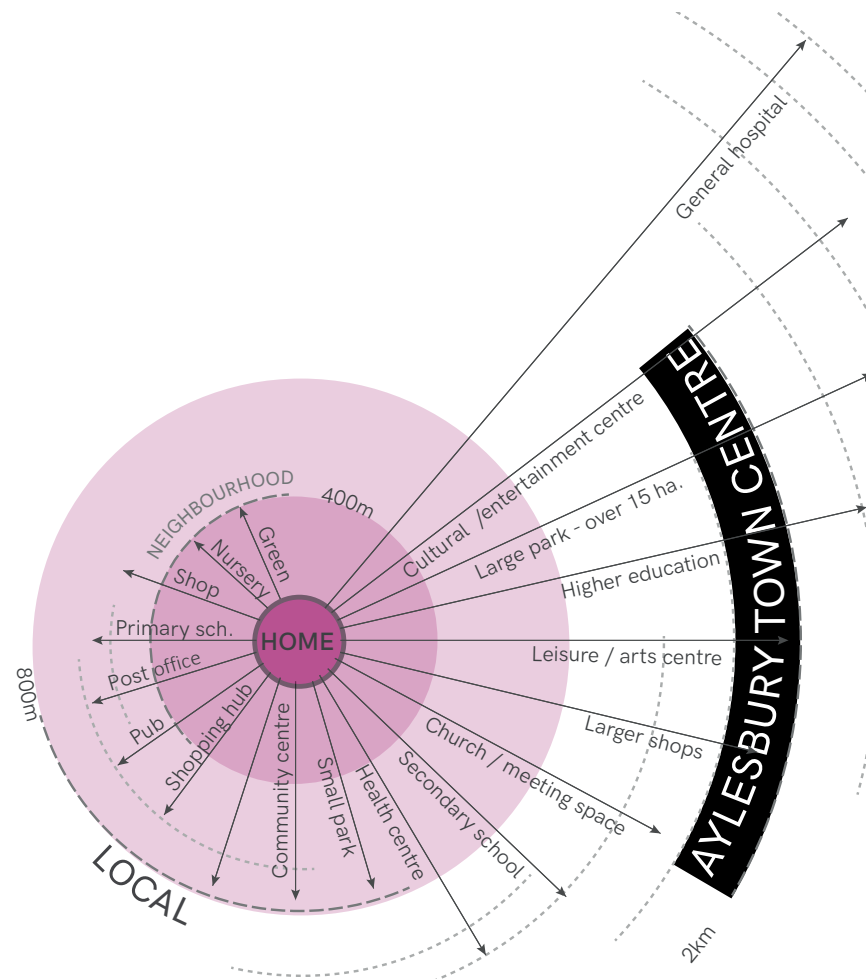 General hospital
Cultural /entertainment centre
Large park - over 15 ha.
Higher education
Leisure / arts centre
Larger shops
Church / meeting space
Secondary school
Health centre
Small park
Community centre
Shopping hub
Pub
Post office
Primary sch.
Shop
Nursery
Green
HOME
NEIGHBOURHOOD
400m
800m
LOCAL
AYLESBURY TOWN CENTRE
2km